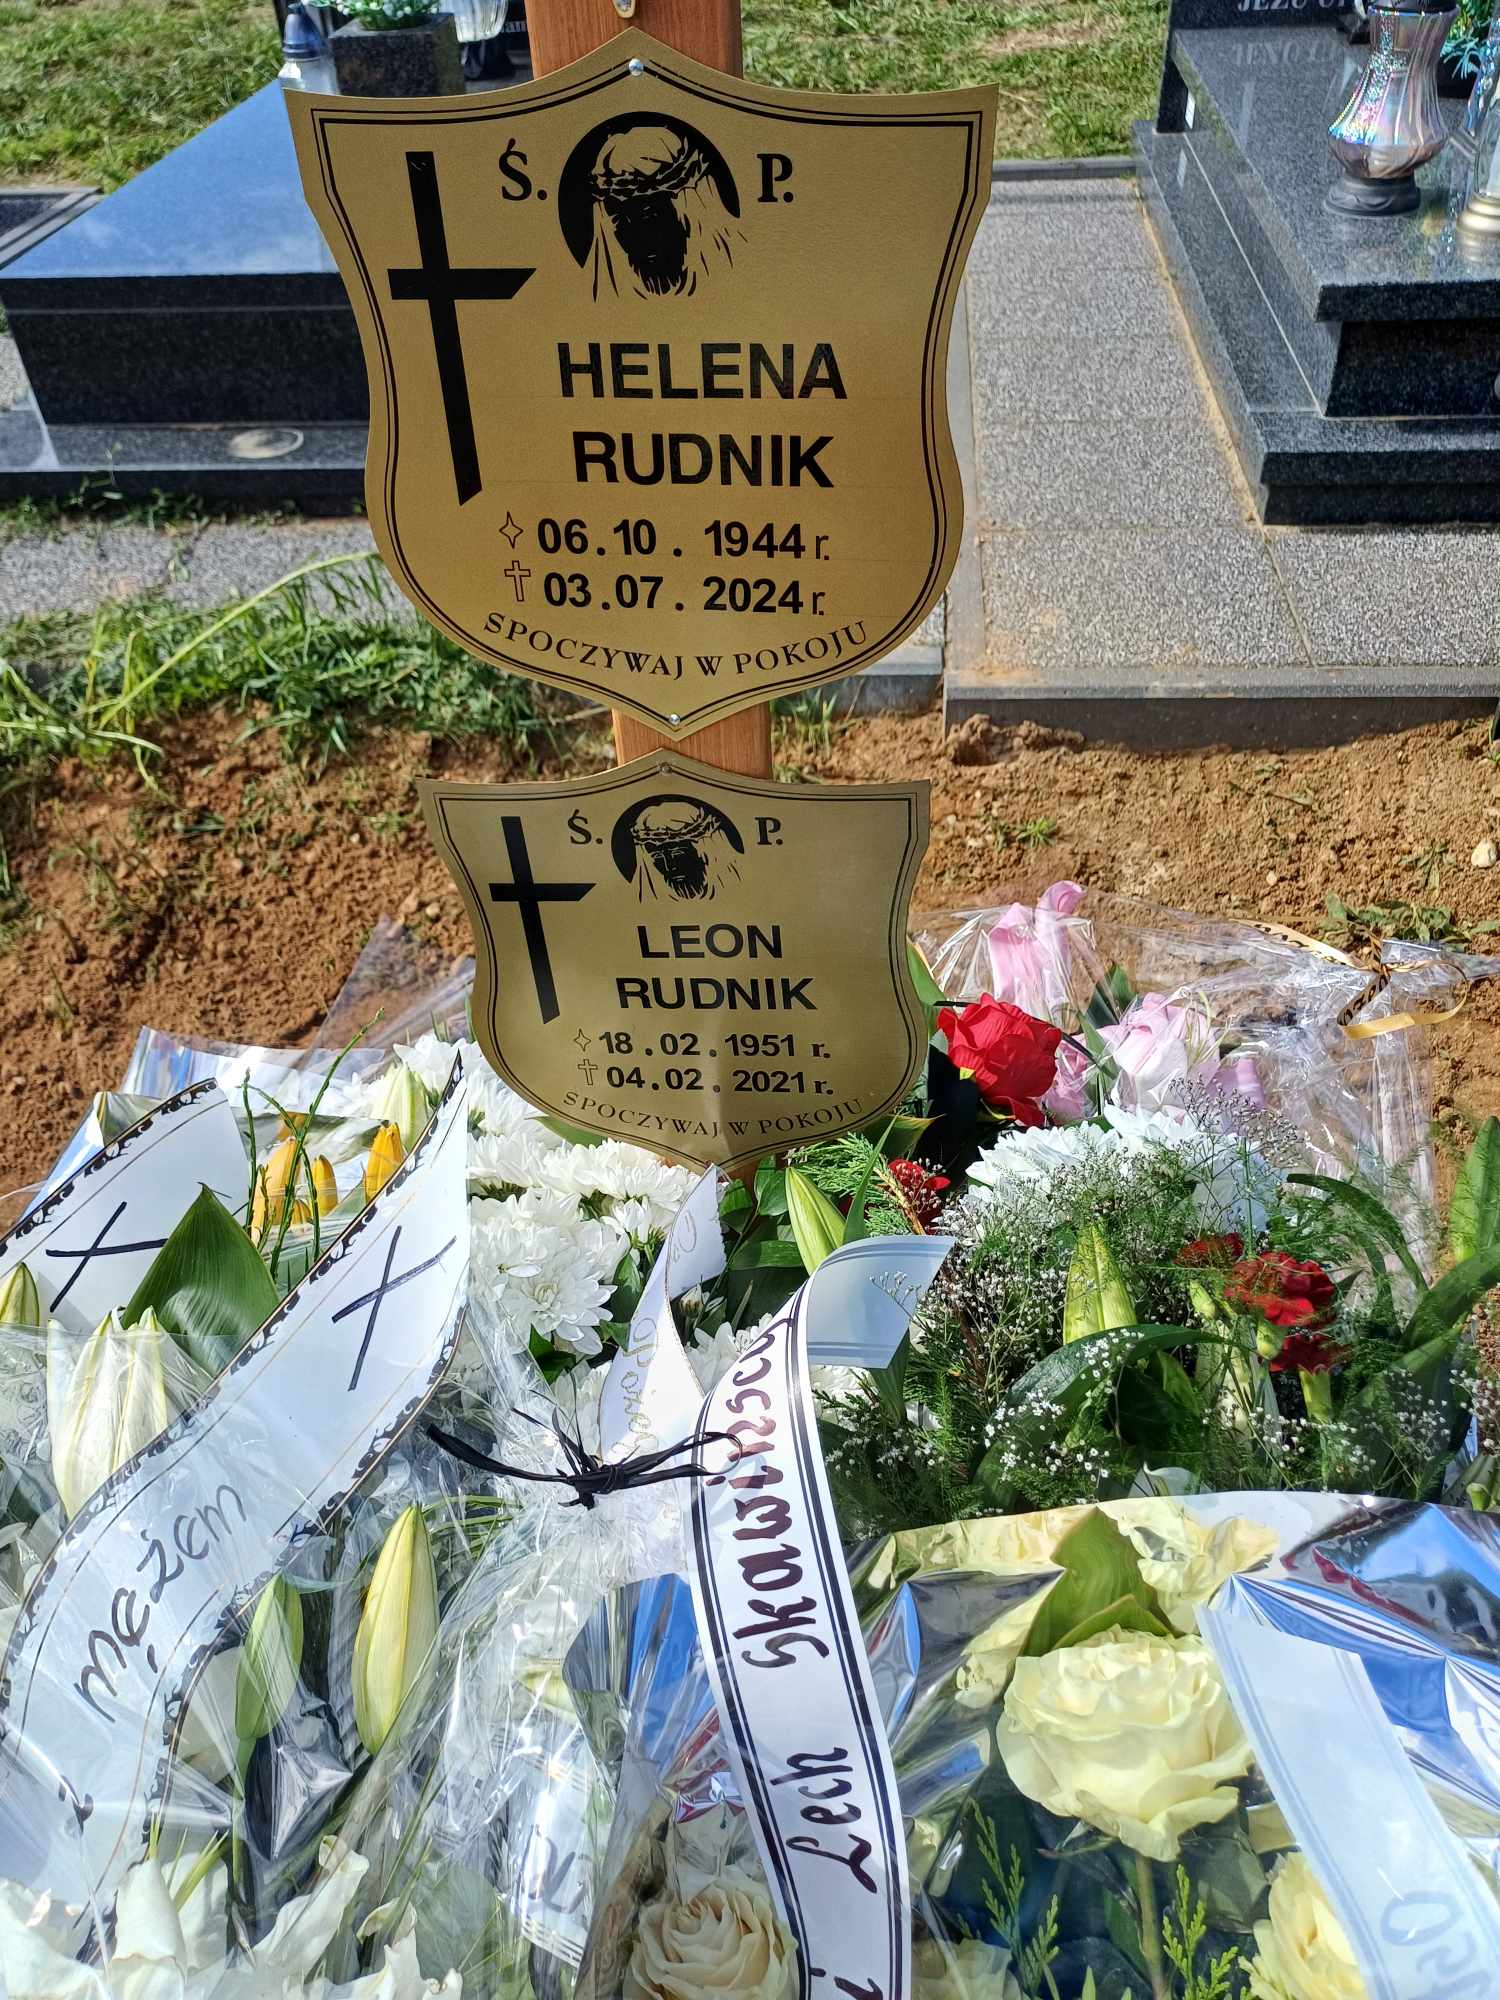 Ś. P.
HELENA
RUDNIK
06.10.1944 r.
03.07.2024 r.
SPOCZYWAJ W POKOJU
Ś. P.
LEON
RUDNIK
18.02.1951 r.
04.02.2021 r.
SPOCZYWAJ W POKOJU
mężem
i
Skawińscy
i Lech